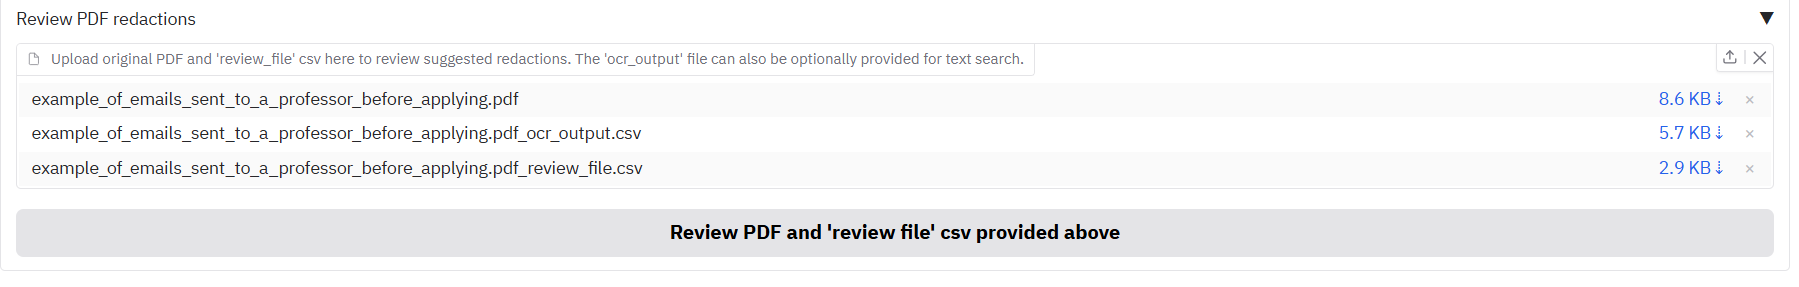 Review PDF redactions
Upload original PDF and 'review_file' csv here to review suggested redactions. The 'ocr_output' file can also be optionally provided for text search.
example_of_emails_sent_to_a_professor_before_applying.pdf 8.6 KB⇣ ×
example_of_emails_sent_to_a_professor_before_applying.pdf_ocr_output.csv 5.7 KB⇣ ×
example_of_emails_sent_to_a_professor_before_applying.pdf_review_file.csv 2.9 KB⇣ ×
Review PDF and 'review file' csv provided above